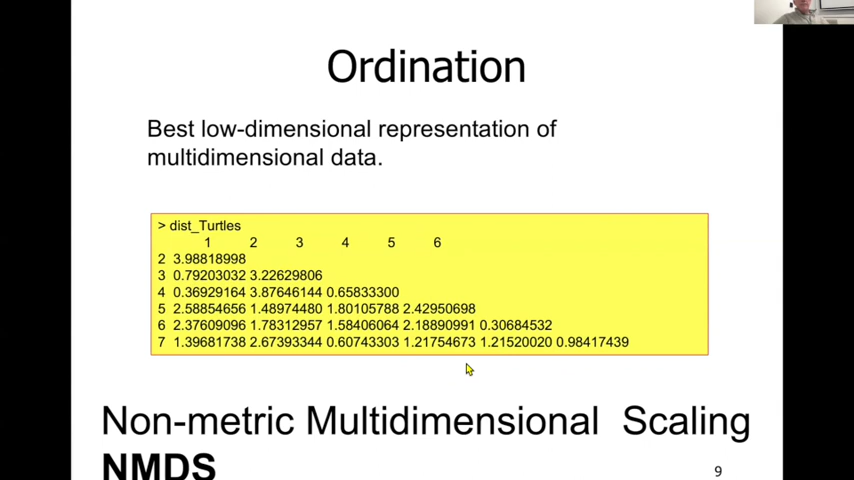 Ordination
Best low-dimensional representation of
multidimensional data.
> dist_Turtles
1 2 3 4 5 6
2 3.98818998
3 0.79203032 3.22629806
4 0.36929164 3.87646144 0.65833300
5 2.58854656 1.48974480 1.80105788 2.42950698
6 2.37609096 1.78312957 1.58406064 2.18890991 0.30684532
7 1.39681738 2.67393344 0.60743303 1.21754673 1.21520020 0.98417439
Non-metric Multidimensional Scaling
NMDS
9